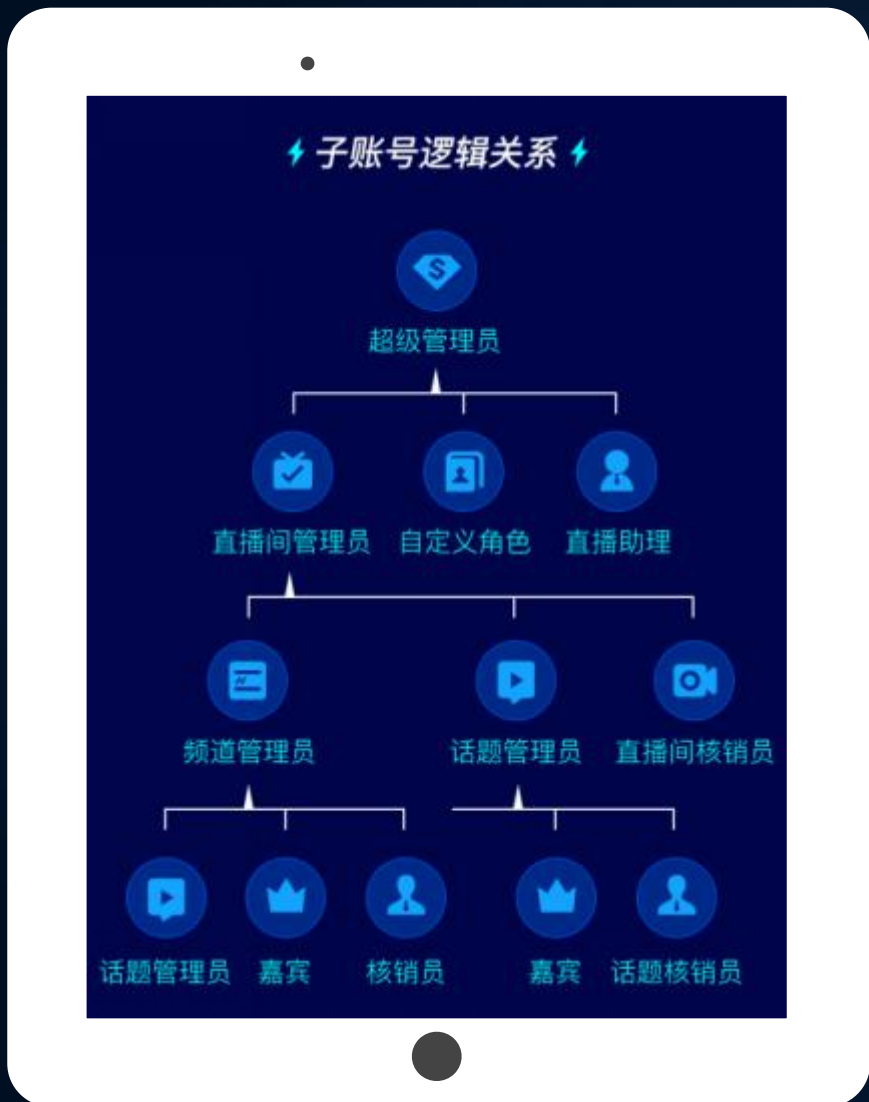 子账号逻辑关系
超级管理员
直播间管理员 自定义角色 直播助理
频道管理员 话题管理员 直播间核销员
话题管理员 嘉宾 核销员 嘉宾 话题核销员